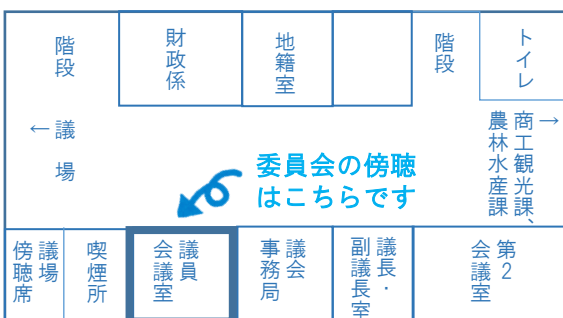 階段
財政係
地籍室
階段
トイレ
←議場
委員会の傍聴
はこちらです
→
商工観光課、
農林水産課
議場
傍聴席
喫煙所
議員
会議室
議会
事務局
議長・
副議長室
第2
会議室